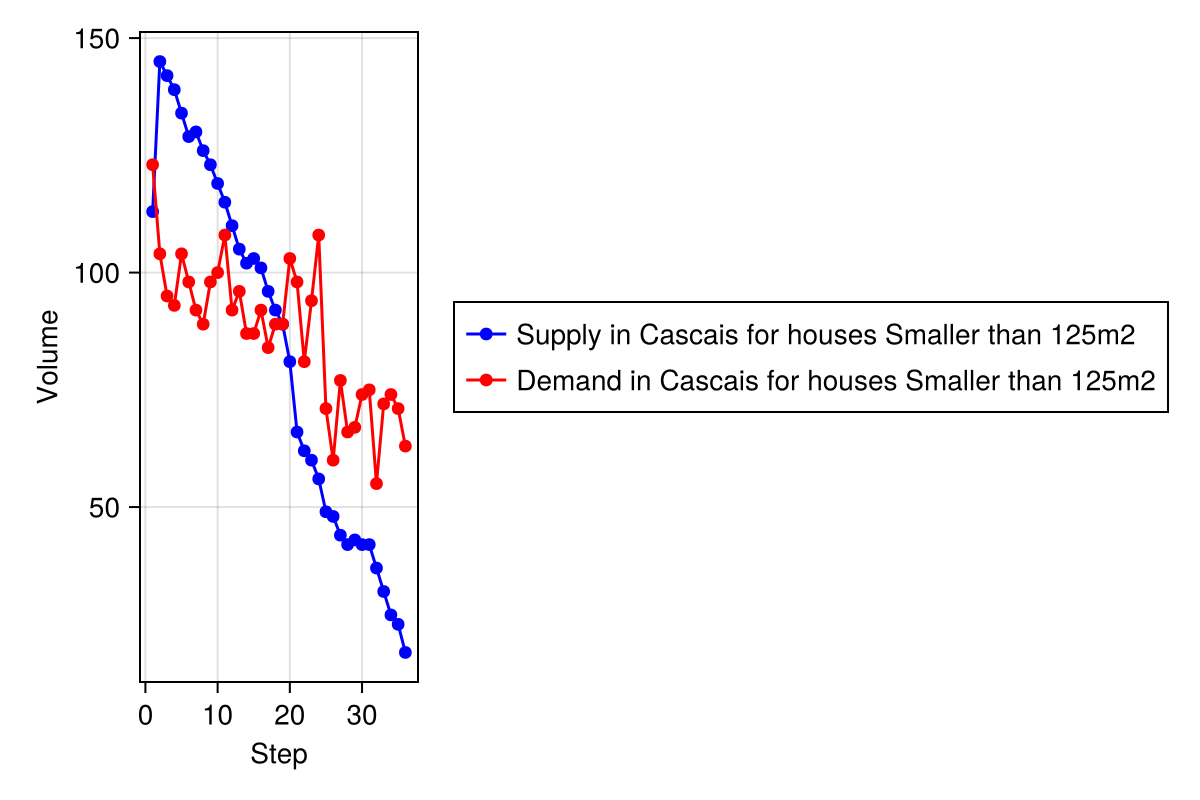 150
100
50
Volume
0 10 20 30
Step
Supply in Cascais for houses Smaller than 125m2
Demand in Cascais for houses Smaller than 125m2